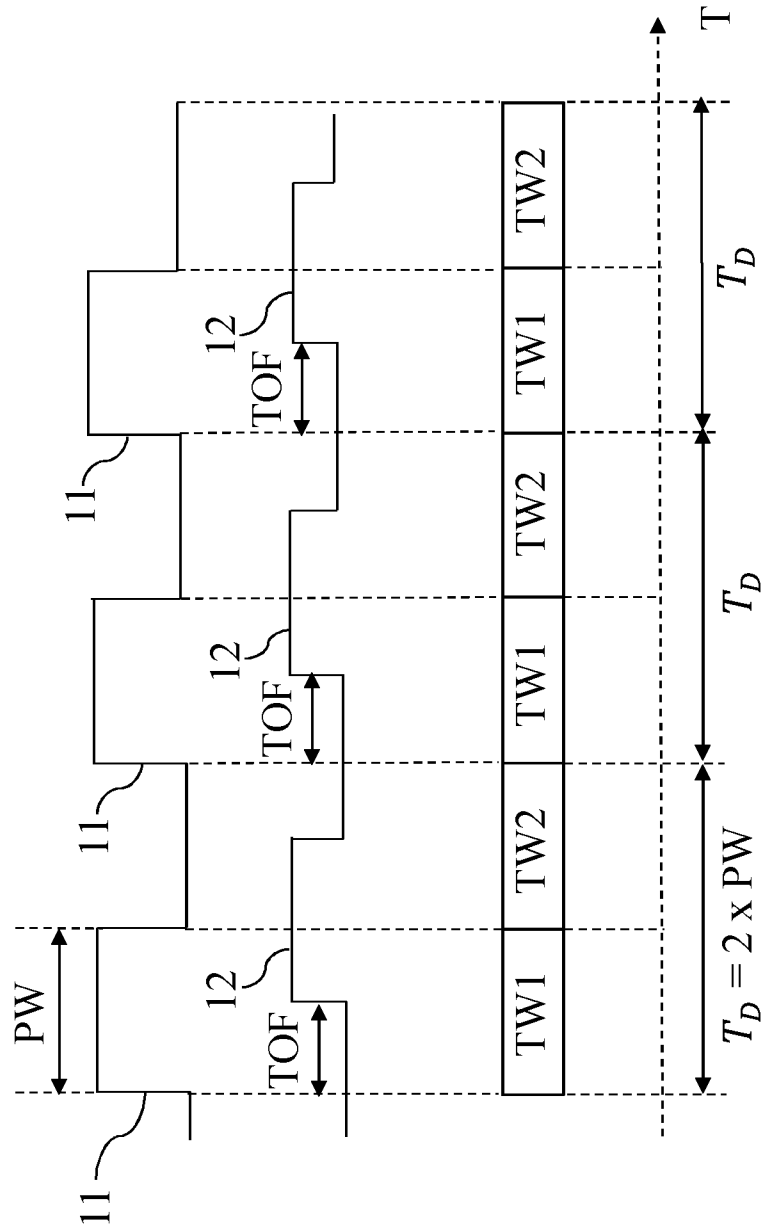 PW
11
11
11
TOF
12
TOF
12
TOF
12
TW1
TW2
TW1
TW2
TW1
TW2
T
T_D = 2 x PW
T_D
T_D